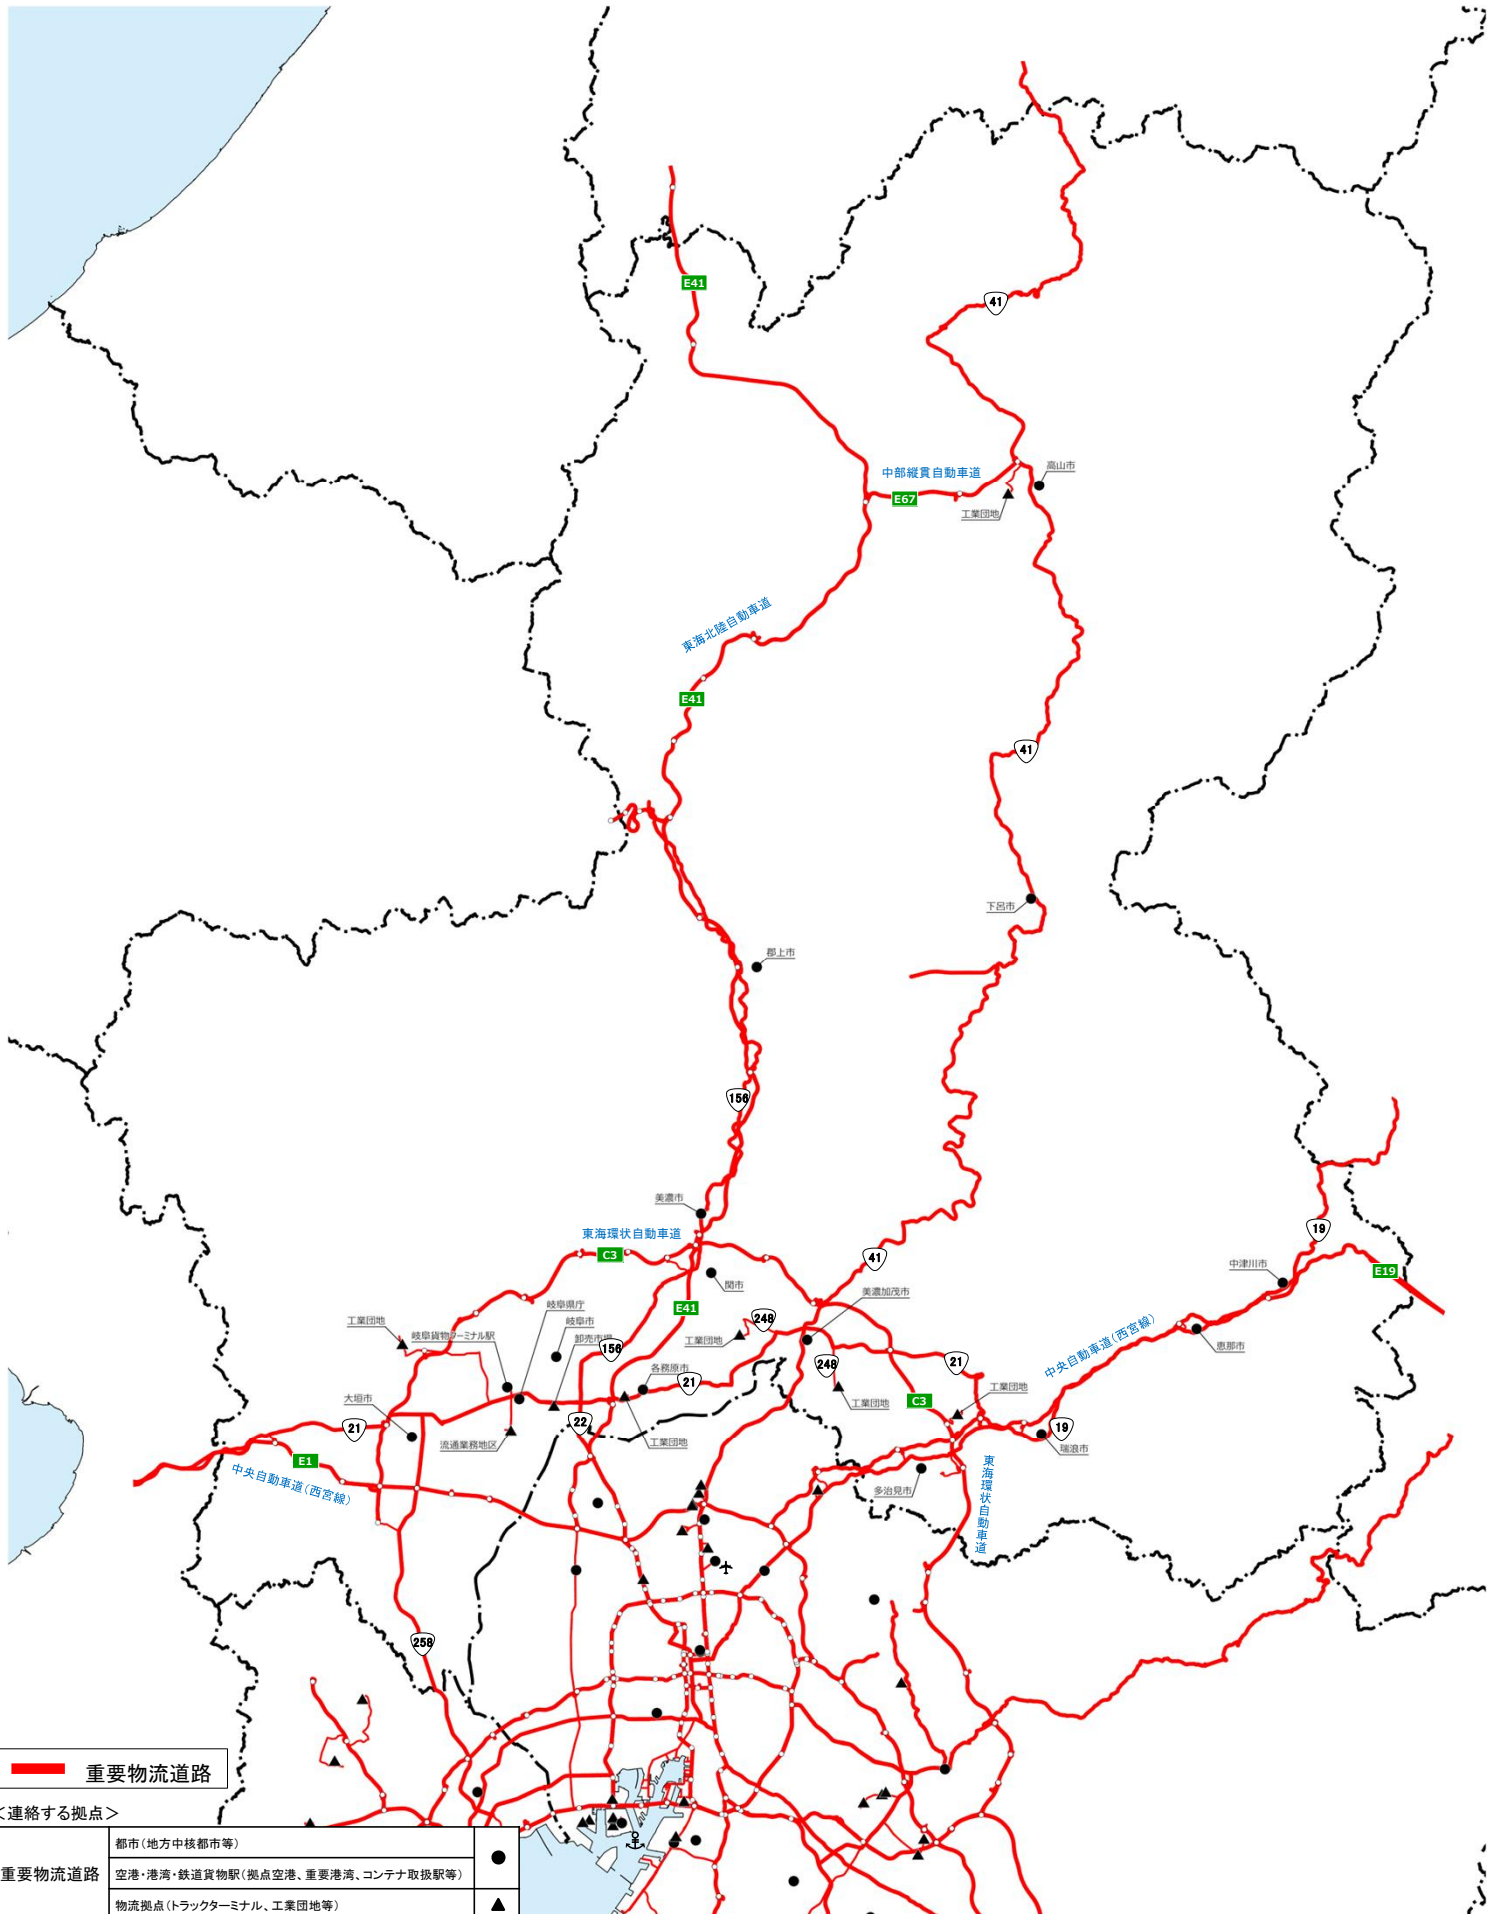 E41
41
中部縦貫自動車道
高山市
E67
工業団地
東海北陸自動車道
E41
41
下呂市
郡上市
156
美濃市
東海環状自動車道
19
C3
41
中津川市
E19
関市
岐阜県庁
E41
美濃加茂市
工業団地
岐阜市
248
岐阜貨物ターミナル駅
卸売市場
156
工業団地
中央自動車道(西宮線)
恵那市
各務原市
248
21
21
大垣市
C3
工業団地
工業団地
21
22
19
流通業務地区
工業団地
瑞浪市
E1
中央自動車道(西宮線)
多治見市
東海環状自動車道
258
重要物流道路
<連絡する拠点>
重要物流道路
都市(地方中核都市等)
空港・港湾・鉄道貨物駅(拠点空港、重要港湾、コンテナ取扱駅等)
物流拠点(トラックターミナル、工業団地等)